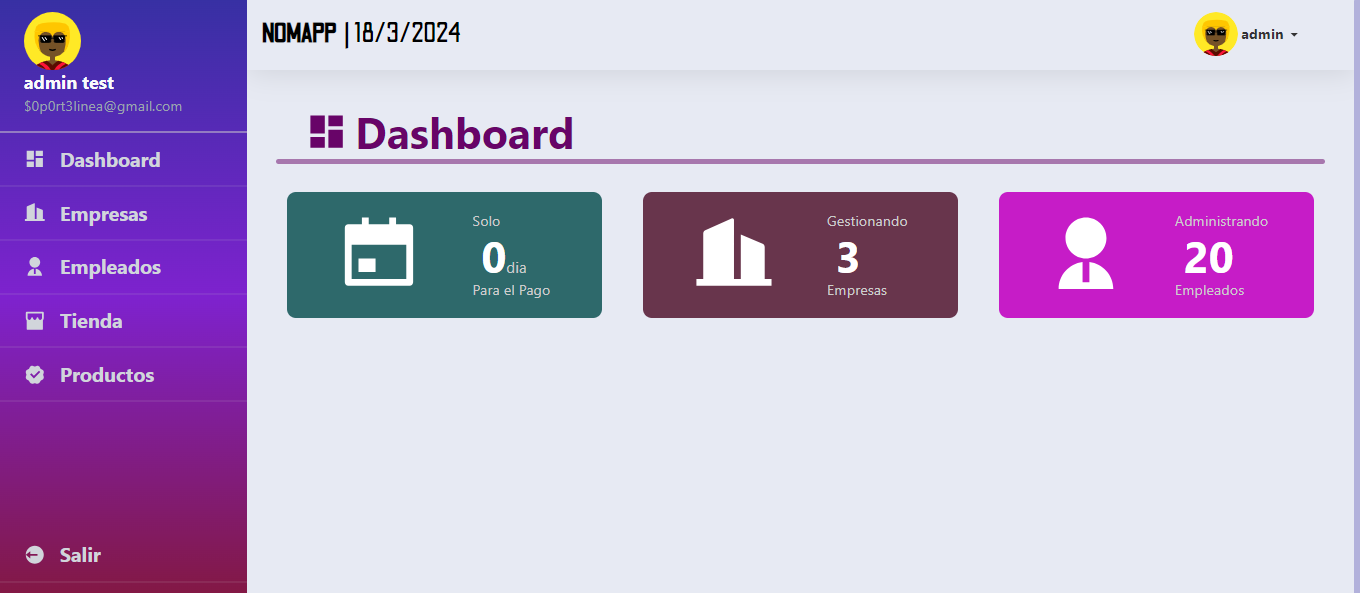 admin test
$0p0rt3linea@gmail.com
Dashboard
Empresas
Empleados
Tienda
Productos
Salir
NOMAPP | 18/3/2024
admin
Dashboard
Solo
0dia
Para el Pago
Gestionando
3
Empresas
Administrando
20
Empleados